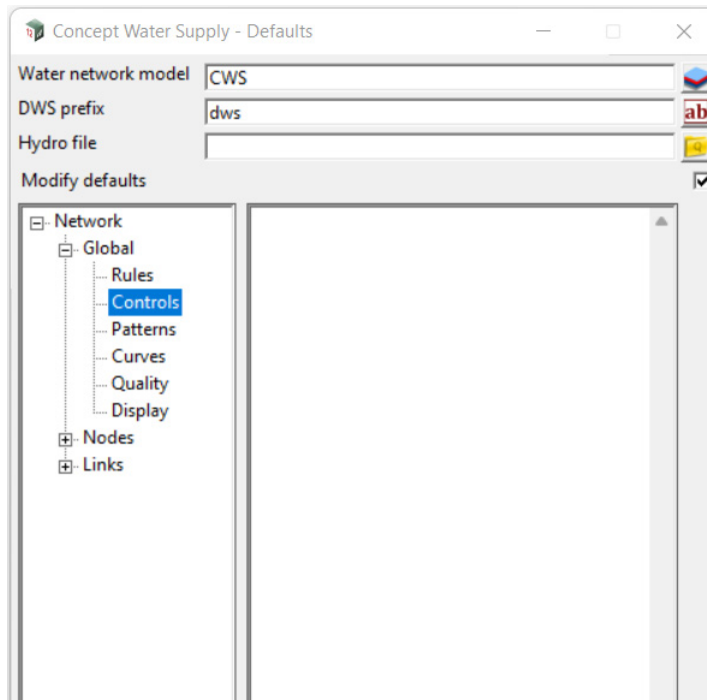 Concept Water Supply - Defaults
Water network model CWS
DWS prefix dws ab
Hydro file
Modify defaults
Network
Global
Rules
Controls
Patterns
Curves
Quality
Display
Nodes
Links